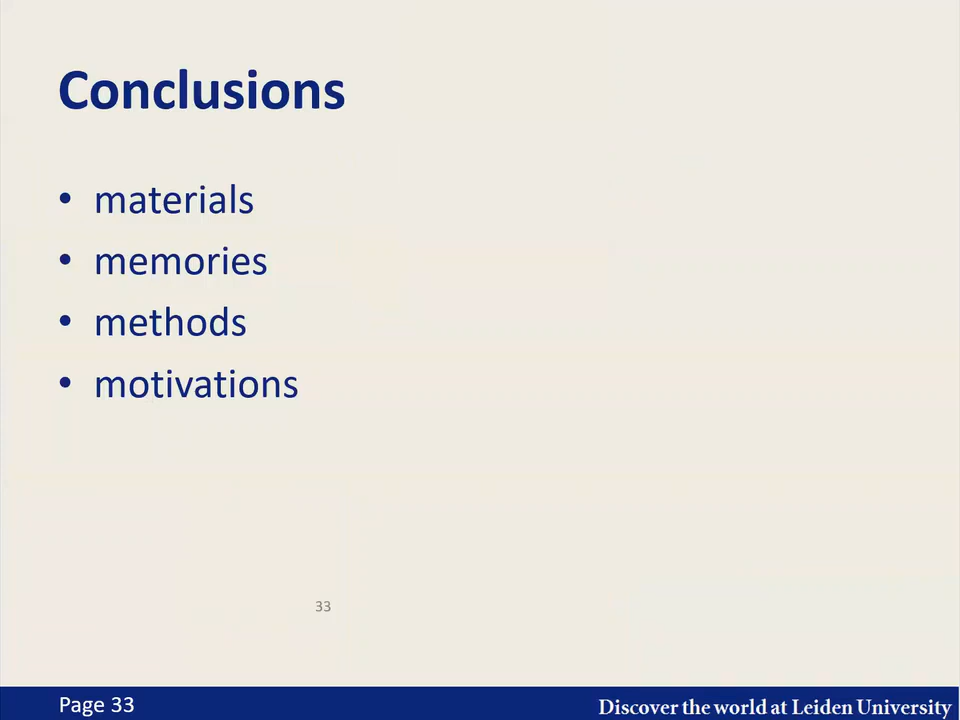 Conclusions
• materials
• memories
• methods
• motivations
33
Page 33
Discover the world at Leiden University